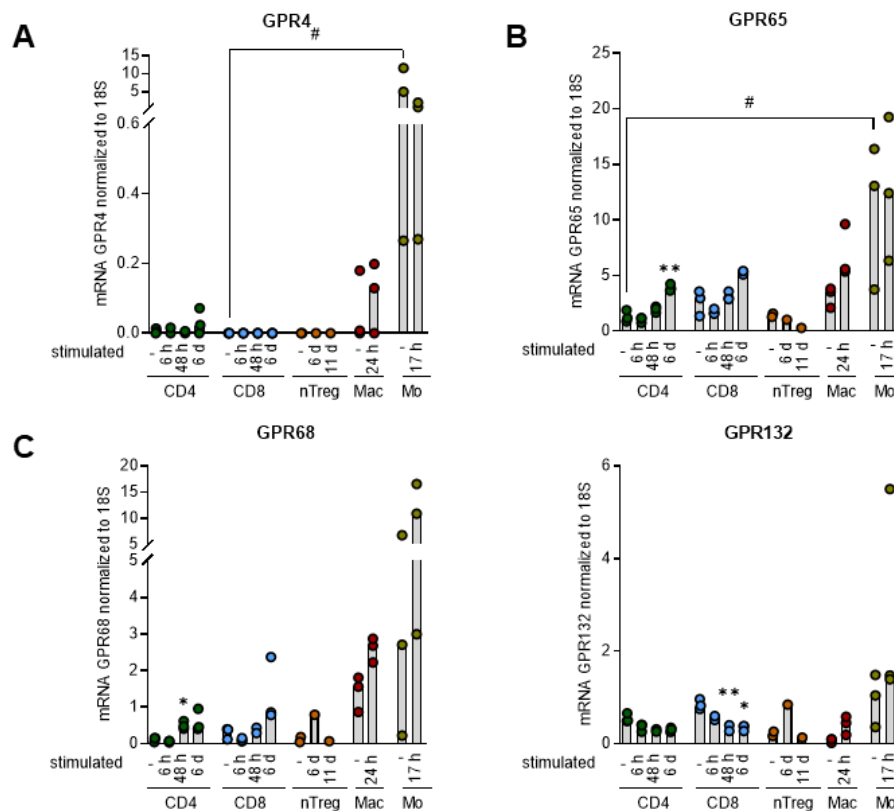 A
GPR4
mRNA GPR4 normalized to 18S
15
10
5
0.6
0.4
0.2
0.0
#
stimulated
- 6 h 48 h 6 d - 6 h 48 h 6 d - 6 d 11 d - 24 h - 17 h
CD4 CD8 nTreg Mac Mo
B
GPR65
mRNA GPR65 normalized to 18S
25
20
15
10
5
0
#
**
stimulated
- 6 h 48 h 6 d - 6 h 48 h 6 d - 6 d 11 d - 24 h - 17 h
CD4 CD8 nTreg Mac Mo
C
GPR68
mRNA GPR68 normalized to 18S
20
15
10
5
5
4
3
2
1
0
*
stimulated
- 6 h 48 h 6 d - 6 h 48 h 6 d - 6 d 11 d - 24 h - 17 h
CD4 CD8 nTreg Mac Mo
GPR132
mRNA GPR132 normalized to 18S
6
4
2
0
**
*
stimulated
- 6 h 48 h 6 d - 6 h 48 h 6 d - 6 d 11 d - 24 h - 17 h
CD4 CD8 nTreg Mac Mo